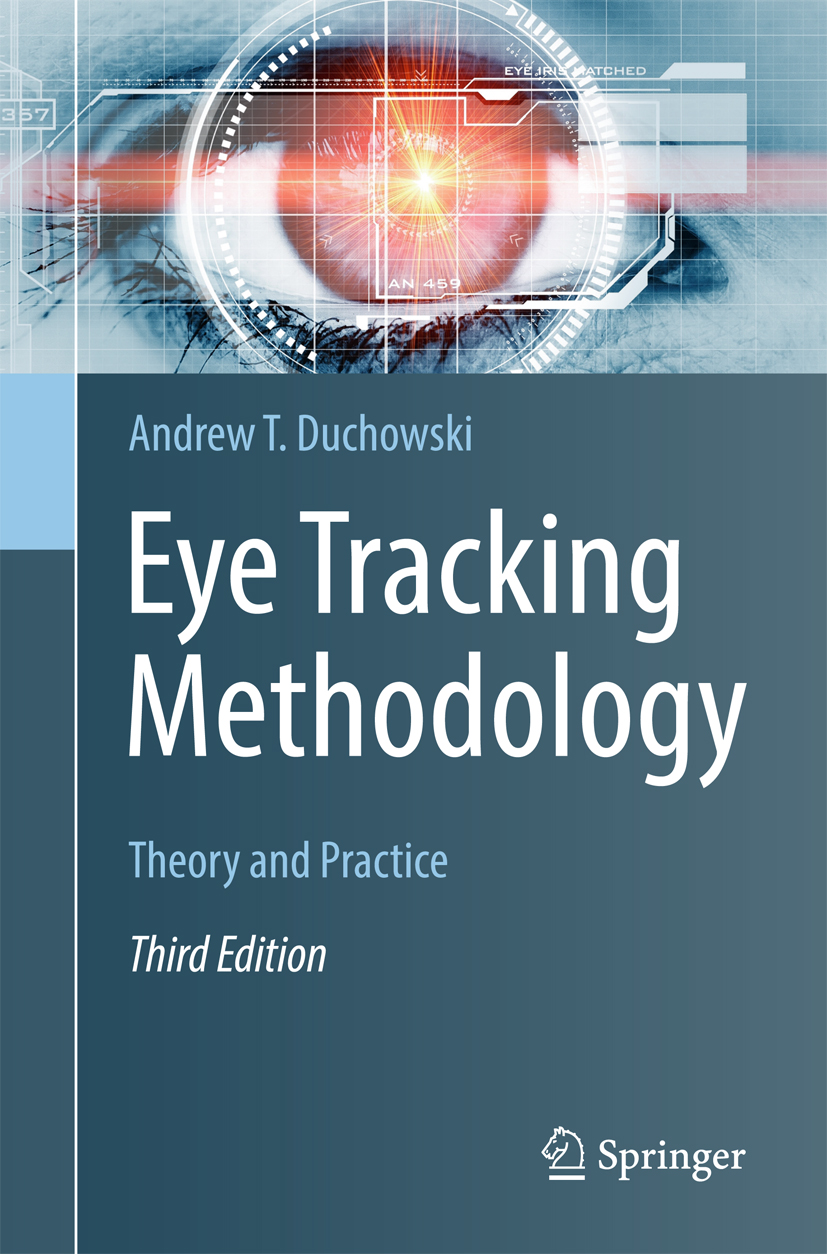 EYE IRIS MATCHED
357
AN 459
Andrew T. Duchowski
Eye Tracking
Methodology
Theory and Practice
Third Edition
Springer